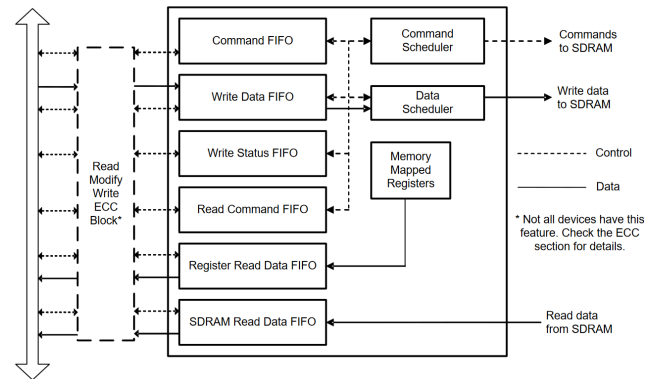 Command FIFO
Command
Scheduler
Commands
to SDRAM
Write Data FIFO
Data
Scheduler
Write data
to SDRAM
Write Status FIFO
Memory
Mapped
Registers
Read
Modify
Write
ECC
Block*
Control
Data
Read Command FIFO
* Not all devices have this
feature. Check the ECC
section for details.
Register Read Data FIFO
SDRAM Read Data FIFO
Read data
from SDRAM